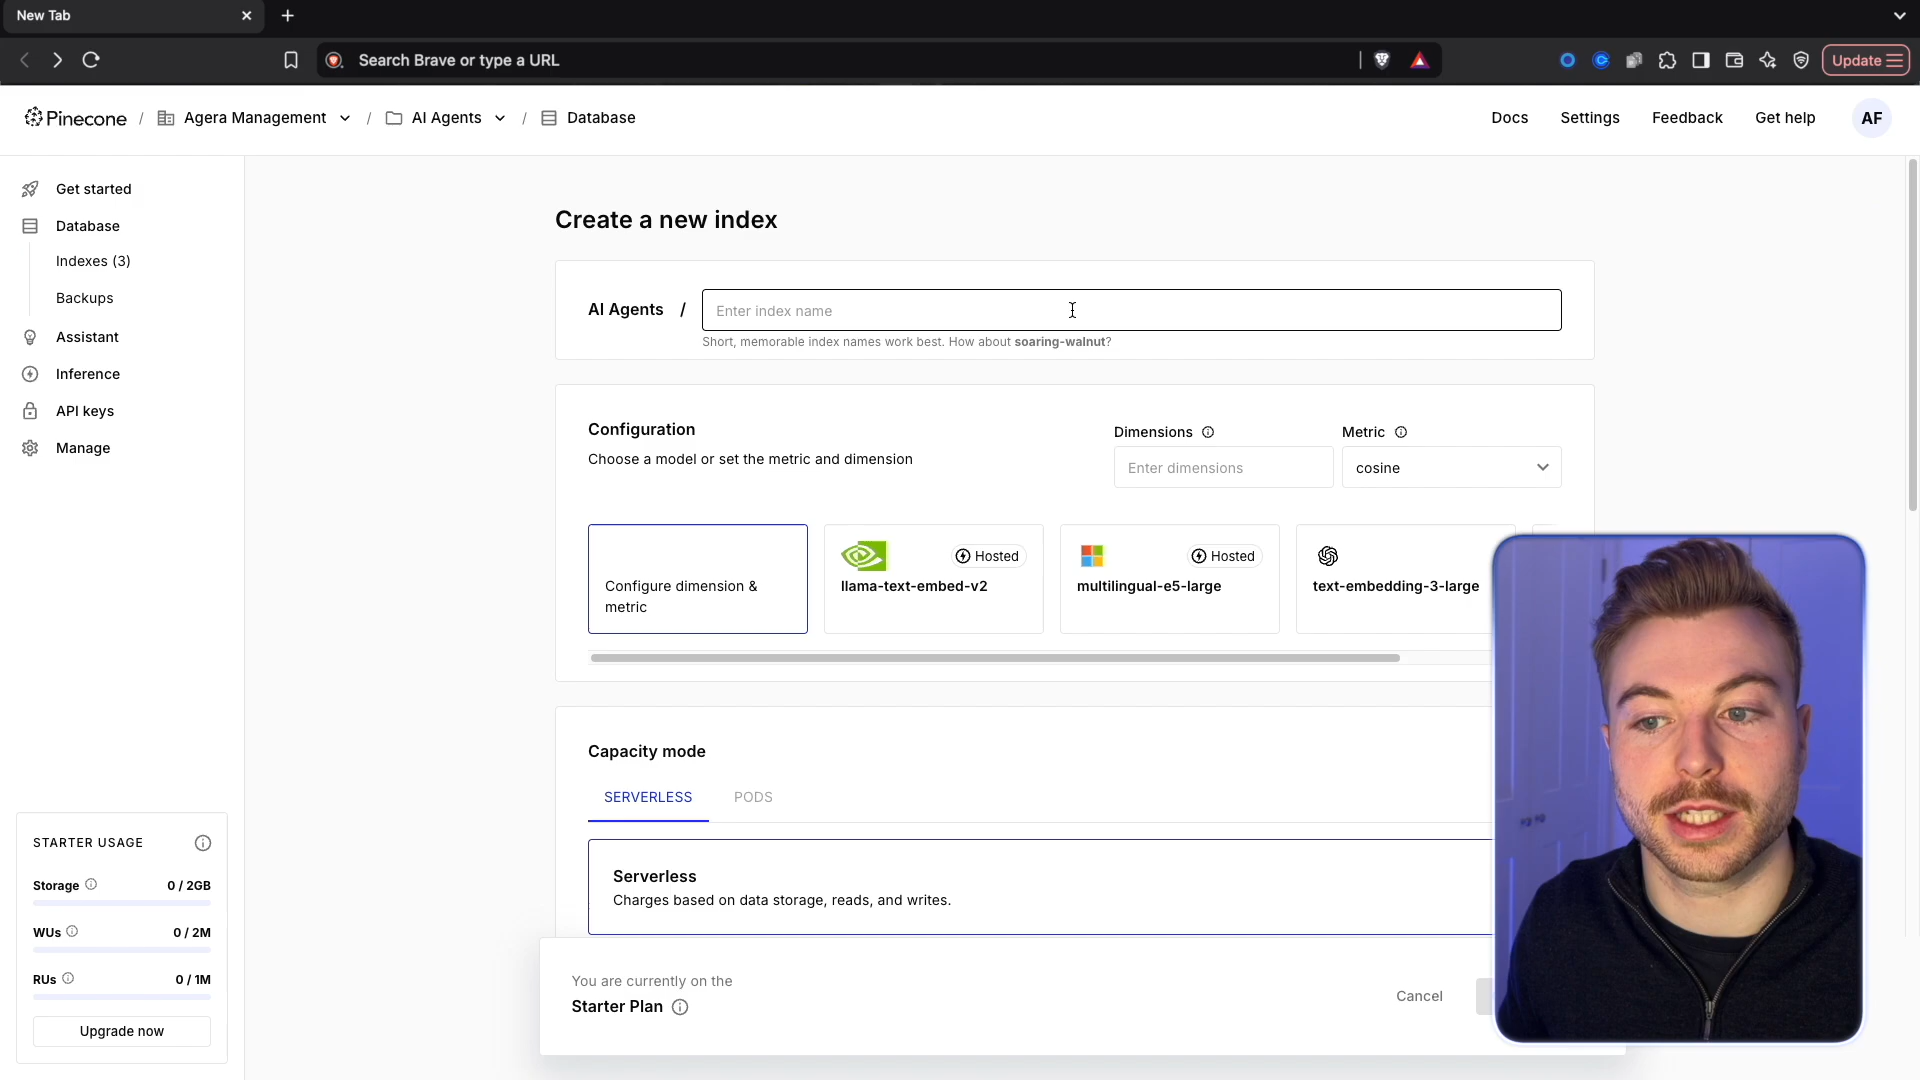 New Tab
Search Brave or type a URL
Update
Pinecone / Agera Management / AI Agents / Database
Docs
Settings
Feedback
Get help
AF
Get started
Database
Indexes (3)
Backups
Assistant
Inference
API keys
Manage
Create a new index
AI Agents /
Enter index name
Short, memorable index names work best. How about soaring-walnut?
Configuration
Choose a model or set the metric and dimension
Dimensions
Enter dimensions
Metric
cosine
Configure dimension &
metric
Hosted
llama-text-embed-v2
Hosted
multilingual-e5-large
text-embedding-3-large
Capacity mode
SERVERLESS
PODS
Serverless
Charges based on data storage, reads, and writes.
You are currently on the
Starter Plan
Cancel
STARTER USAGE
Storage
0 / 2GB
WUs
0 / 2M
RUs
0 / 1M
Upgrade now